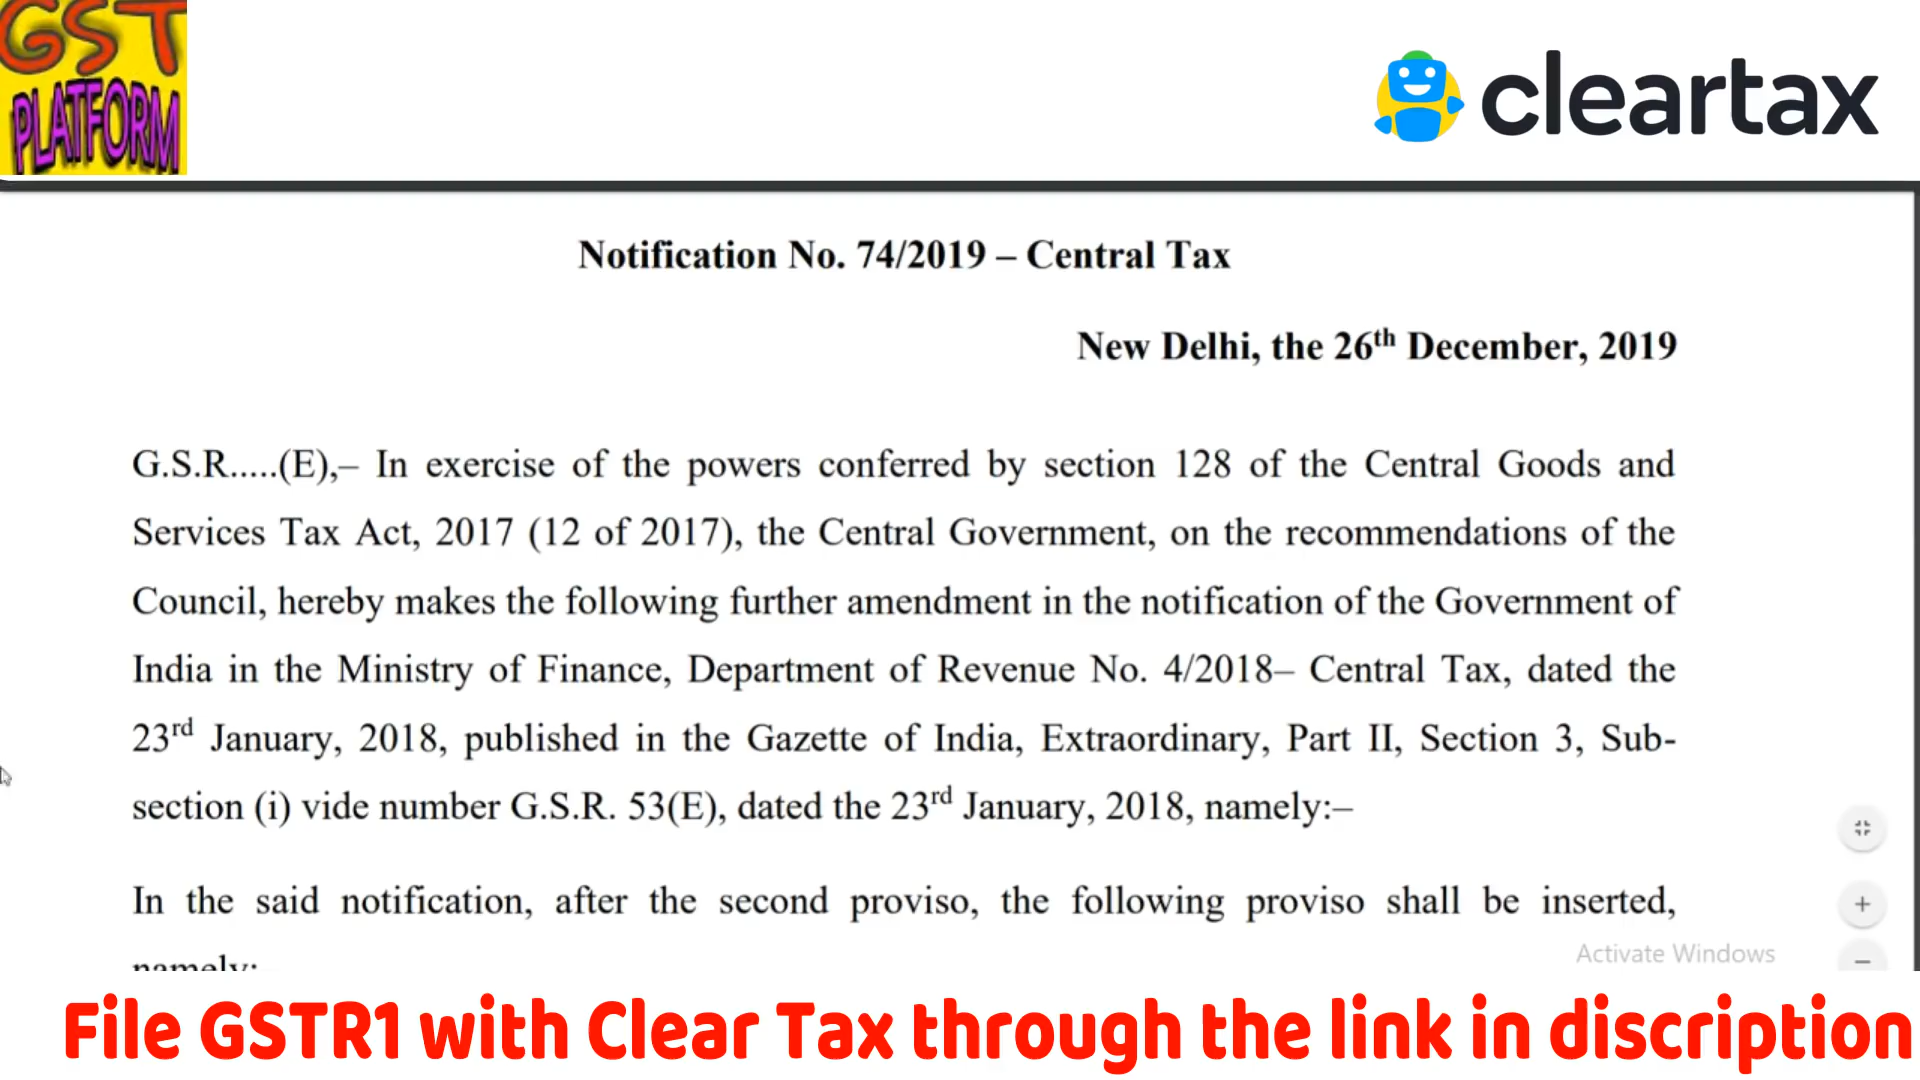 GST
PLATFORM
cleartax
Notification No. 74/2019 – Central Tax
New Delhi, the 26th December, 2019
G.S.R.....(E),– In exercise of the powers conferred by section 128 of the Central Goods and
Services Tax Act, 2017 (12 of 2017), the Central Government, on the recommendations of the
Council, hereby makes the following further amendment in the notification of the Government of
India in the Ministry of Finance, Department of Revenue No. 4/2018– Central Tax, dated the
23rd January, 2018, published in the Gazette of India, Extraordinary, Part II, Section 3, Sub-
section (i) vide number G.S.R. 53(E), dated the 23rd January, 2018, namely:–
In the said notification, after the second proviso, the following proviso shall be inserted,
namely:
Activate Windows
File GSTR1 with Clear Tax through the link in discription